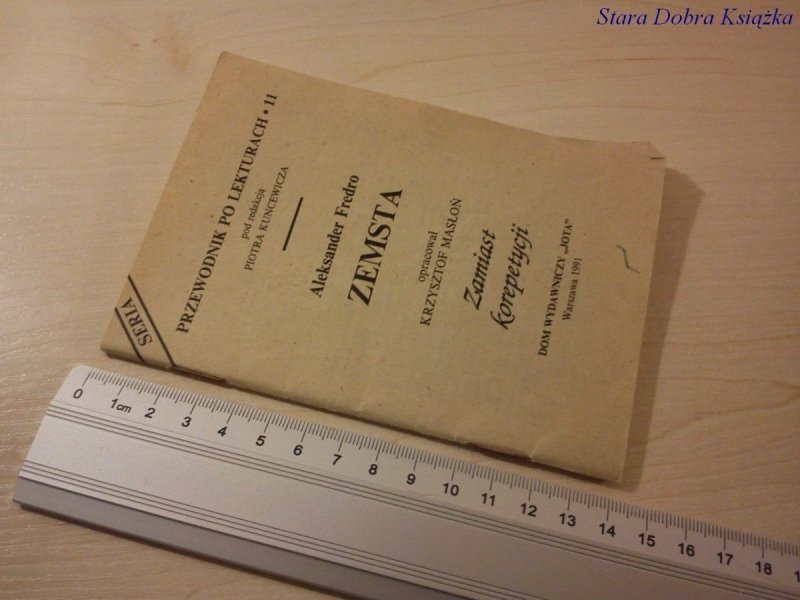 Stara Dobra Książka
SERIA
PRZEWODNIK PO LEKTURACH • 11
pod redakcją
PIOTRA KUNCEWICZA
Aleksander Fredro
ZEMSTA
opracował
KRZYSZTOF MASŁOŃ
Zamiast
korepetycji
DOM WYDAWNICZY „JOTA”
Warszawa 1991
0 1cm 2 3 4 5 6 7 8 9 10 11 12 13 14 15 16 17 18